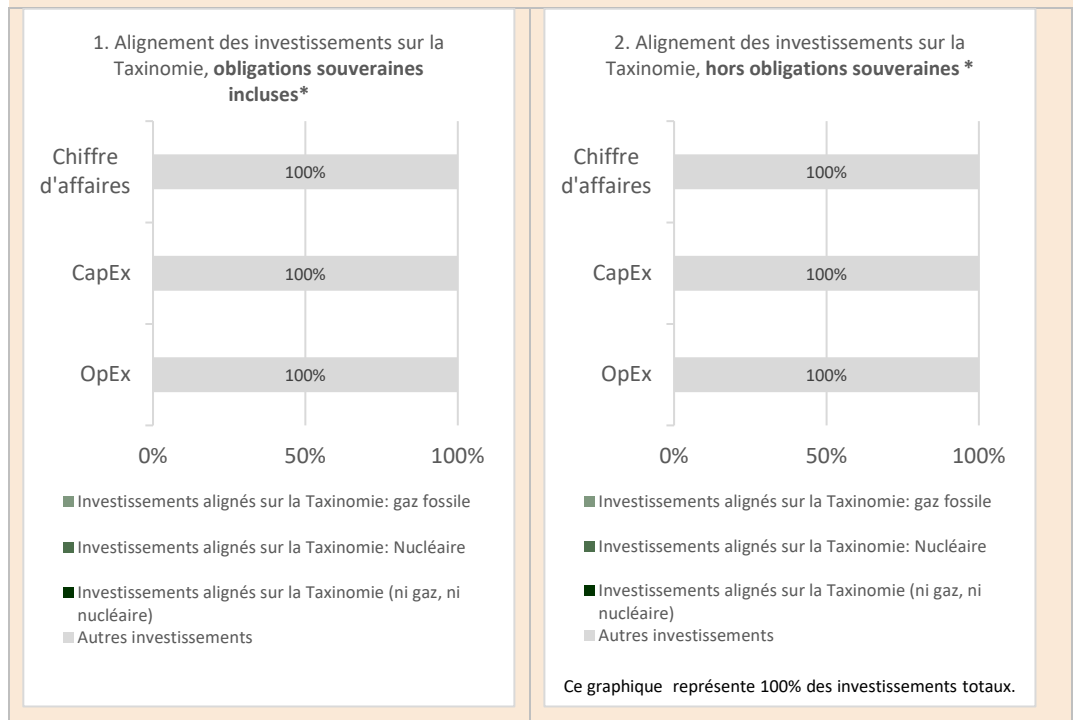 1. Alignement des investissements sur la
Taxinomie, obligations souveraines
incluses*
Chiffre
d'affaires
100%
CapEx
100%
OpEx
100%
0%
50%
100%
Investissements alignés sur la Taxinomie: gaz fossile
Investissements alignés sur la Taxinomie: Nucléaire
Investissements alignés sur la Taxinomie (ni gaz, ni
nucléaire)
Autres investissements
2. Alignement des investissements sur la
Taxinomie, hors obligations souveraines *
Chiffre
d'affaires
100%
CapEx
100%
OpEx
100%
0%
50%
100%
Investissements alignés sur la Taxinomie: gaz fossile
Investissements alignés sur la Taxinomie: Nucléaire
Investissements alignés sur la Taxinomie (ni gaz, ni
nucléaire)
Autres investissements
Ce graphique représente 100% des investissements totaux.